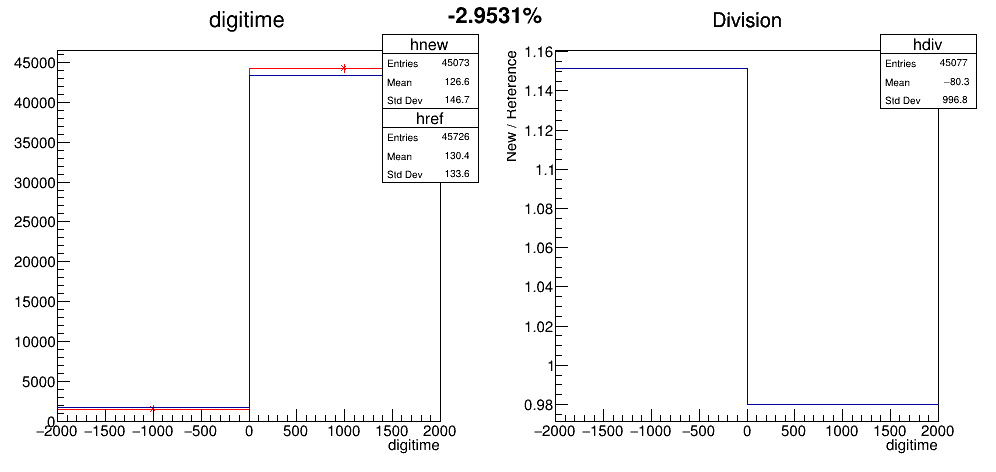 -2.9531%
digitime
hnew
Entries 45073
Mean 126.6
Std Dev 146.7
href
Entries 45726
Mean 130.4
Std Dev 133.6
45000
40000
35000
30000
25000
20000
15000
10000
5000
0
−2000 −1500 −1000 −500 0 500 1000 1500 2000
digitime
Division
hdiv
Entries 45077
Mean −80.3
Std Dev 996.8
New / Reference
1.16
1.14
1.12
1.1
1.08
1.06
1.04
1.02
1
0.98
−2000 −1500 −1000 −500 0 500 1000 1500 2000
digitime